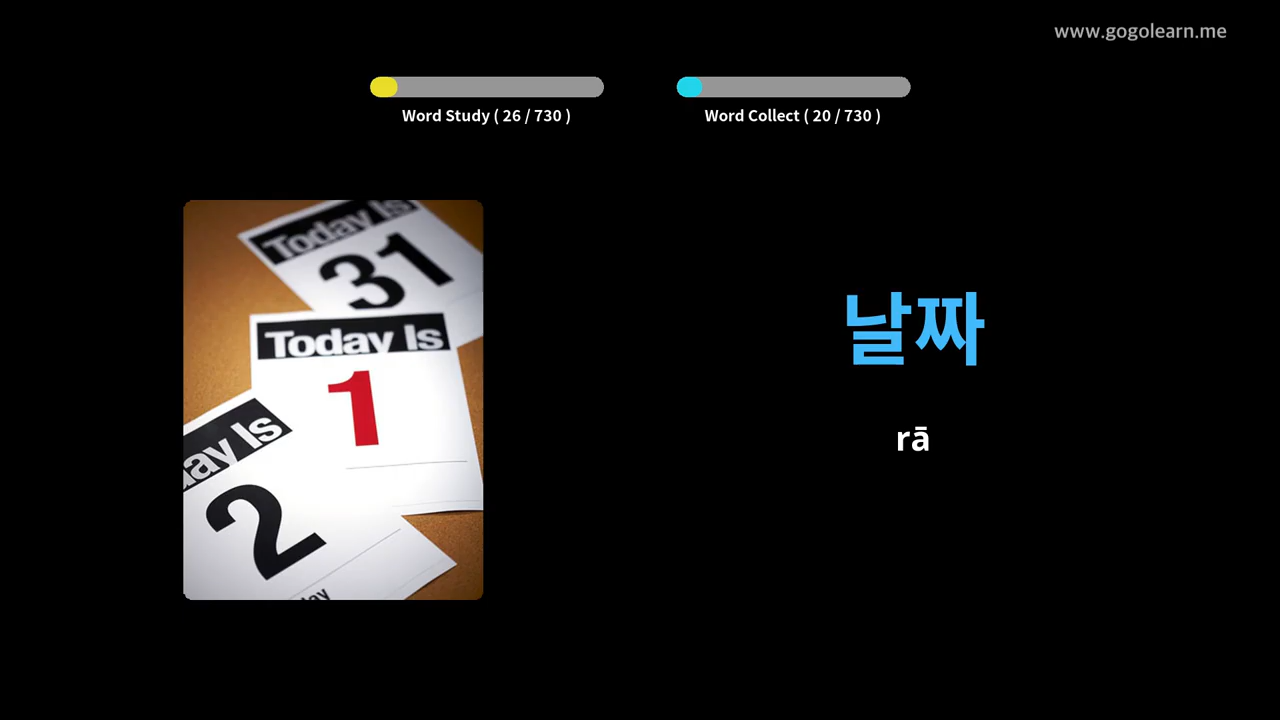 www.gogolearn.me
Word Study ( 26 / 730 )
Word Collect ( 20 / 730 )
Today Is
31
Today Is
1
ay Is
2
날짜
rā